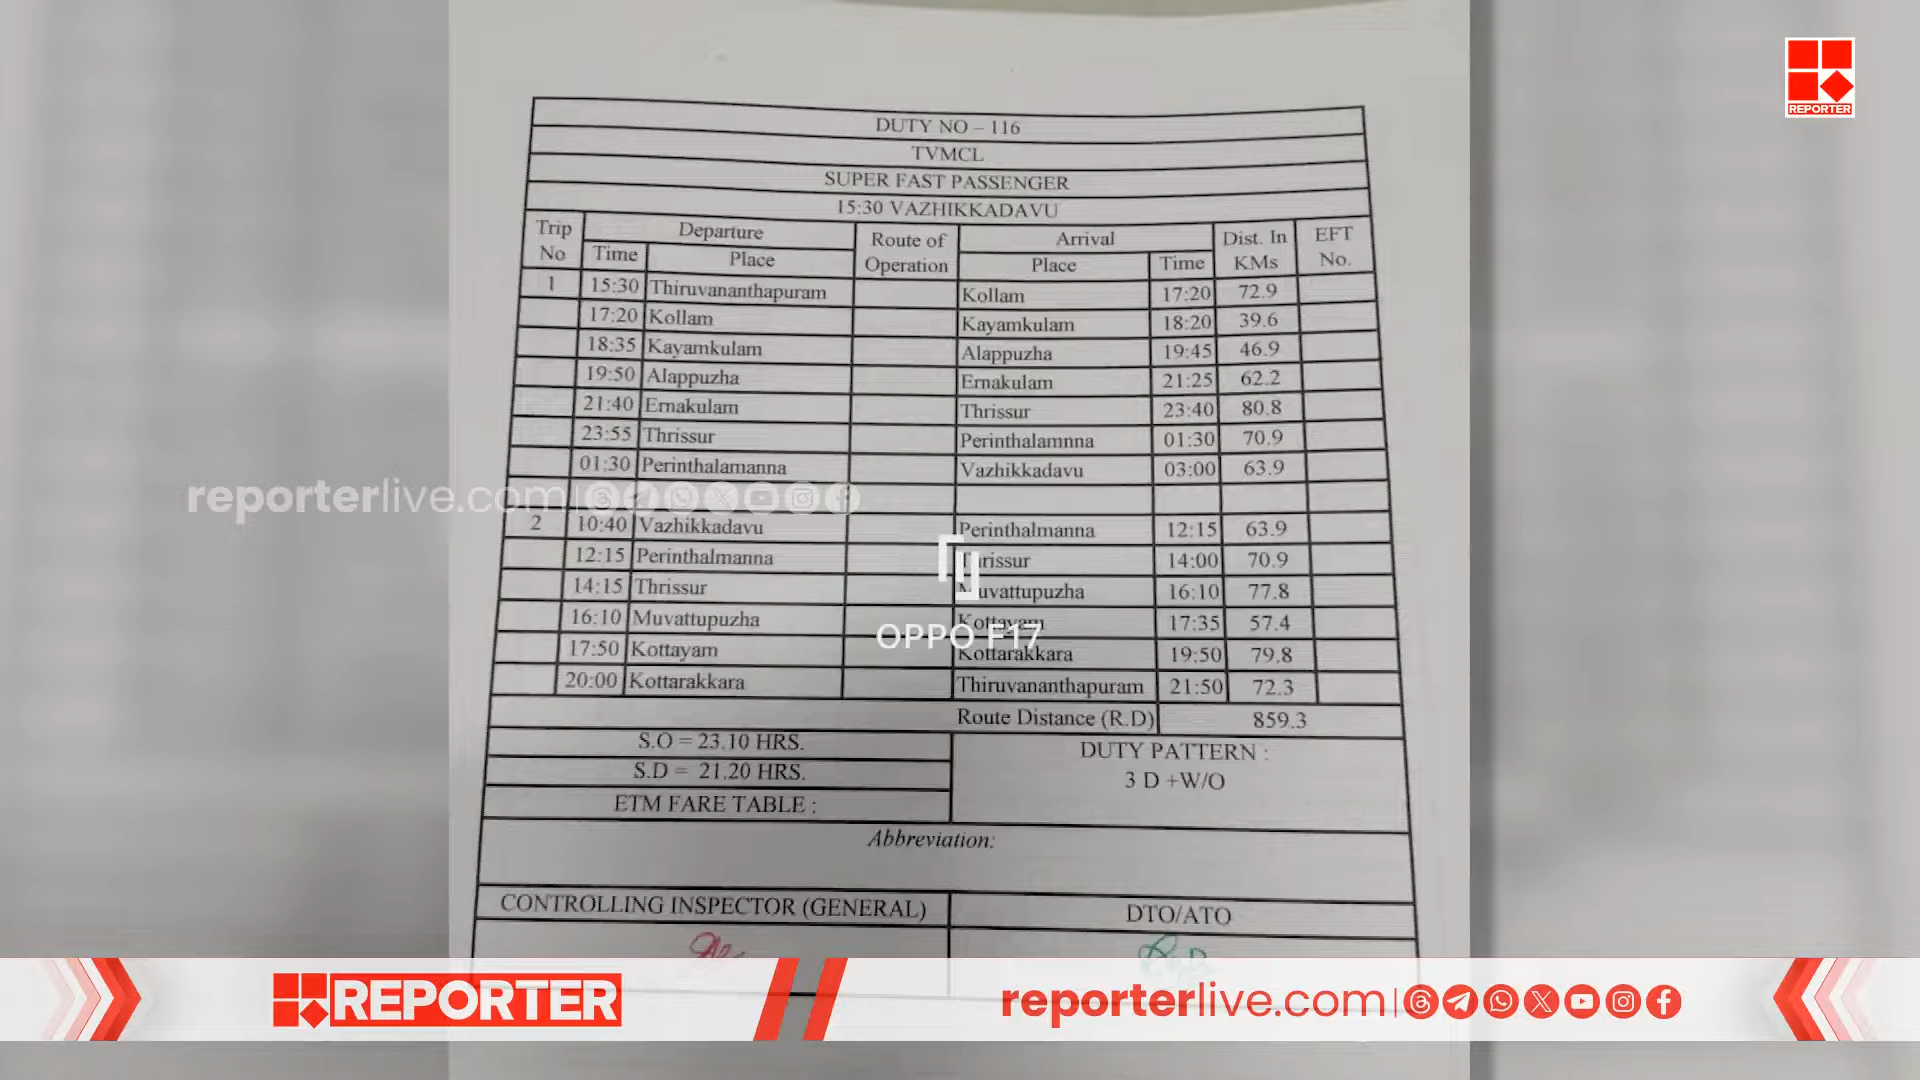 REPORTER
DUTY NO – 116
TVMCL
SUPER FAST PASSENGER
15:30 VAZHIKKADAVU
Trip No Departure Route of Operation Arrival Dist. In KMs EFT No.
Time Place Place Time
1 15:30 Thiruvananthapuram Kollam 17:20 72.9
17:20 Kollam Kayamkulam 18:20 39.6
18:35 Kayamkulam Alappuzha 19:45 46.9
19:50 Alappuzha Ernakulam 21:25 62.2
21:40 Ernakulam Thrissur 23:40 80.8
23:55 Thrissur Perinthalamnna 01:30 70.9
01:30 Perinthalamanna Vazhikkadavu 03:00 63.9
reporterlive.com
2 10:40 Vazhikkadavu Perinthalmanna 12:15 63.9
12:15 Perinthalmanna Thrissur 14:00 70.9
14:15 Thrissur Muvattupuzha 16:10 77.8
16:10 Muvattupuzha Kottayam 17:35 57.4
OPPO F17
17:50 Kottayam Kottarakkara 19:50 79.8
20:00 Kottarakkara Thiruvananthapuram 21:50 72.3
Route Distance (R.D) 859.3
S.O = 23.10 HRS.
S.D = 21.20 HRS.
ETM FARE TABLE :
DUTY PATTERN :
3 D +W/O
Abbreviation:
CONTROLLING INSPECTOR (GENERAL) DTO/ATO
REPORTER
reporterlive.com